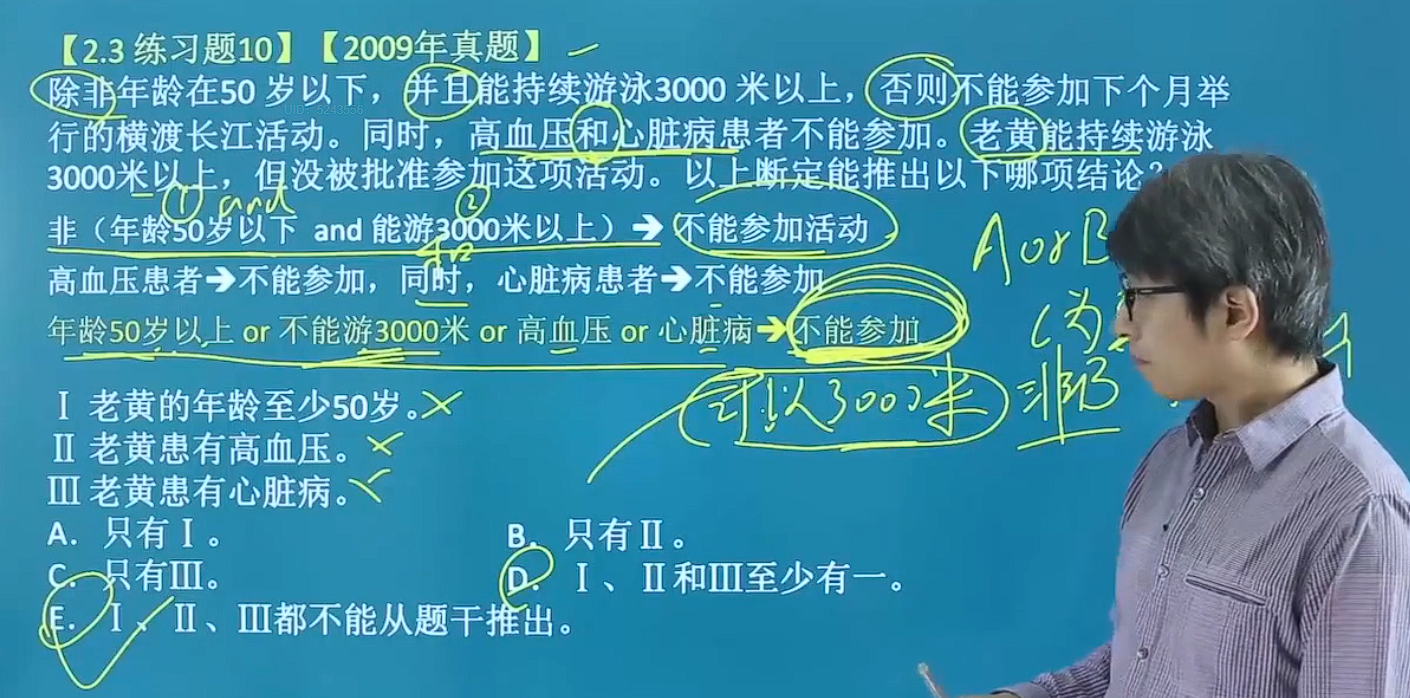 【2.3 练习题10】【2009年真题】
除非年龄在50 岁以下，并且能持续游泳3000 米以上，否则不能参加下个月举
行的横渡长江活动。同时，高血压和心脏病患者不能参加。老黄能持续游泳
3000米以上，但没被批准参加这项活动。以上断定能推出以下哪项结论？
① and ②
非（年龄50岁以下 and 能游3000米以上）➔ 不能参加活动
A or B
高血压患者➔不能参加，同时，心脏病患者➔不能参加
年龄50岁以上 or 不能游3000米 or 高血压 or 心脏病➔不能参加
可以3000米
Ⅰ 老黄的年龄至少50岁。
Ⅱ 老黄患有高血压。
Ⅲ 老黄患有心脏病。
A. 只有Ⅰ。 B. 只有Ⅱ。
C. 只有Ⅲ。 D. Ⅰ、Ⅱ和Ⅲ至少有一。
E. Ⅰ、Ⅱ、Ⅲ都不能从题干推出。